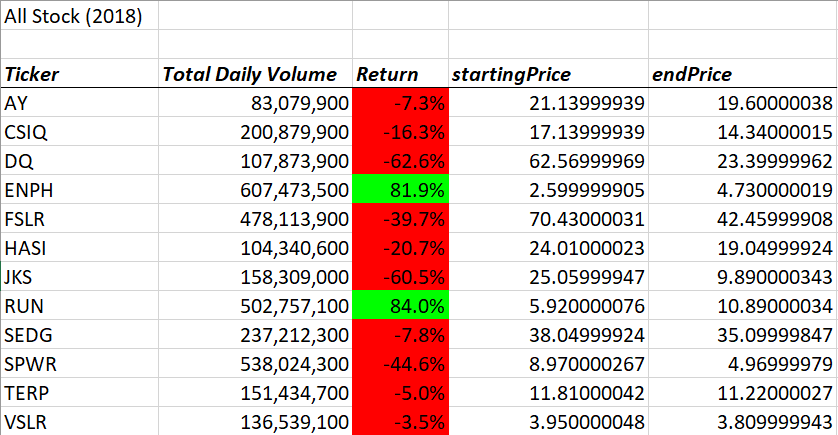 All Stock (2018)
Ticker Total Daily Volume Return startingPrice endPrice
AY 83,079,900 -7.3% 21.13999939 19.60000038
CSIQ 200,879,900 -16.3% 17.13999939 14.34000015
DQ 107,873,900 -62.6% 62.56999969 23.39999962
ENPH 607,473,500 81.9% 2.599999905 4.730000019
FSLR 478,113,900 -39.7% 70.43000031 42.45999908
HASI 104,340,600 -20.7% 24.01000023 19.04999924
JKS 158,309,000 -60.5% 25.05999947 9.890000343
RUN 502,757,100 84.0% 5.920000076 10.89000034
SEDG 237,212,300 -7.8% 38.04999924 35.09999847
SPWR 538,024,300 -44.6% 8.970000267 4.96999979
TERP 151,434,700 -5.0% 11.81000042 11.22000027
VSLR 136,539,100 -3.5% 3.950000048 3.809999943